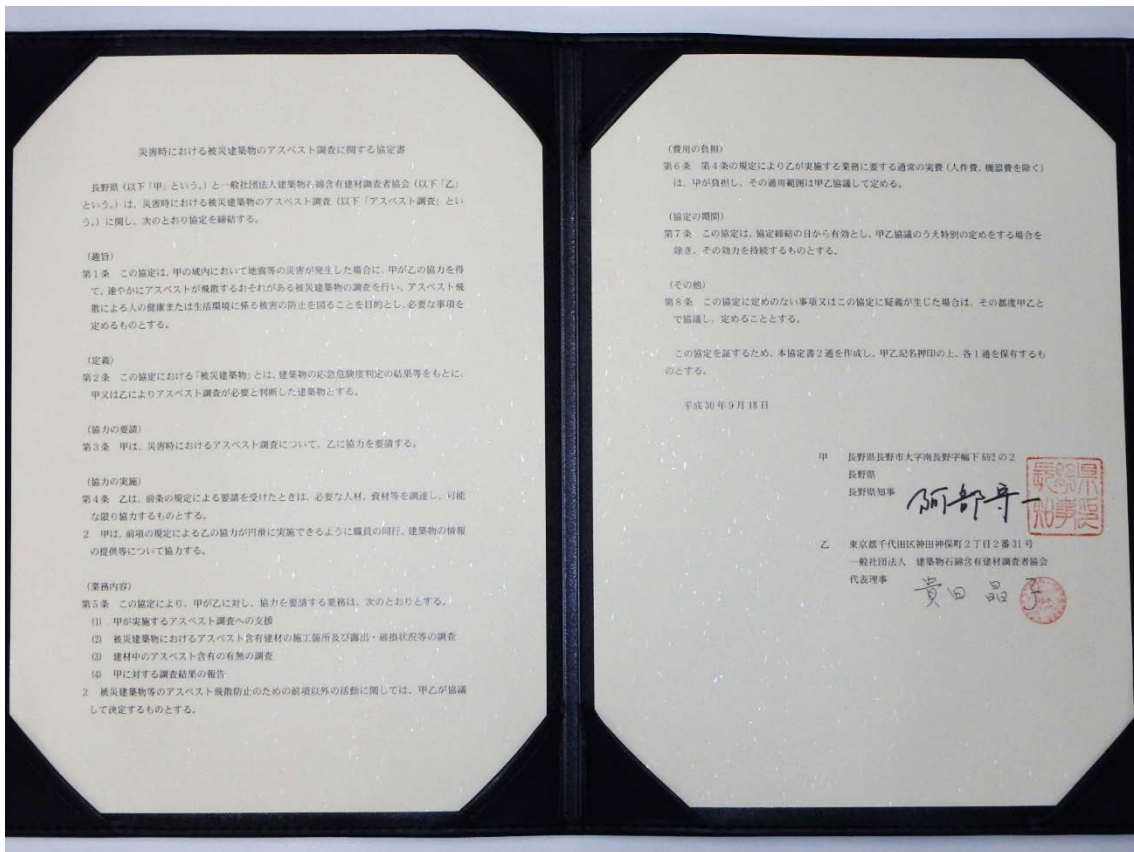 災害時における被災建築物のアスベスト調査に関する協定書
長野県（以下「甲」という。）と一般社団法人建築物石綿含有建材調査者協会（以下「乙」
という。）は、災害時における被災建築物のアスベスト調査（以下「アスベスト調査」とい
う。）に関し、次のとおり協定を締結する。
（趣旨）
第１条　この協定は、甲の域内において地震等の災害が発生した場合に、甲が乙の協力を得
て、速やかにアスベストが飛散するおそれがある被災建築物の調査を行い、アスベスト飛
散による人の健康または生活環境に係る被害の防止を図ることを目的とし、必要な事項を
定めるものとする。
（定義）
第２条　この協定における「被災建築物」とは、建築物の応急危険度判定の結果等をもとに、
甲又は乙によりアスベスト調査が必要と判断した建築物とする。
（協力の要請）
第３条　甲は、災害時におけるアスベスト調査について、乙に協力を要請する。
（協力の実施）
第４条　乙は、前条の規定による要請を受けたときは、必要な人材、資材等を調達し、可能
な限り協力するものとする。
２　甲は、前項の規定による乙の協力が円滑に実施できるように職員の同行、建築物の情報
の提供等について協力する。
（業務内容）
第５条　この協定により、甲が乙に対し、協力を要請する業務は、次のとおりとする。
(1)　甲が実施するアスベスト調査への支援
(2)　被災建築物におけるアスベスト含有建材の施工箇所及び露出・破損状況等の調査
(3)　建材中のアスベスト含有の有無の調査
(4)　甲に対する調査結果の報告
２　被災建築物等のアスベスト飛散防止のための前項以外の活動に関しては、甲乙が協議
して決定するものとする。
（費用の負担）
第６条　第４条の規定により乙が実施する業務に要する通常の実費（人件費、機器費を除く）
は、甲が負担し、その適用範囲は甲乙協議して定める。
（協定の期間）
第７条　この協定は、協定締結の日から有効とし、甲乙協議のうえ特別の定めをする場合を
除き、その効力を持続するものとする。
（その他）
第８条　この協定に定めのない事項又はこの協定に疑義が生じた場合は、その都度甲乙と
で協議し、定めることとする。
この協定を証するため、本協定書２通を作成し、甲乙記名押印の上、各１通を保有するも
のとする。
平成30年９月18日
甲　長野県長野市大字南長野字幅下692の２
長野県
長野県知事　阿部守一
長野県知事印
乙　東京都千代田区神田神保町２丁目２番31号
一般社団法人　建築物石綿含有建材調査者協会
代表理事　貴田晶子